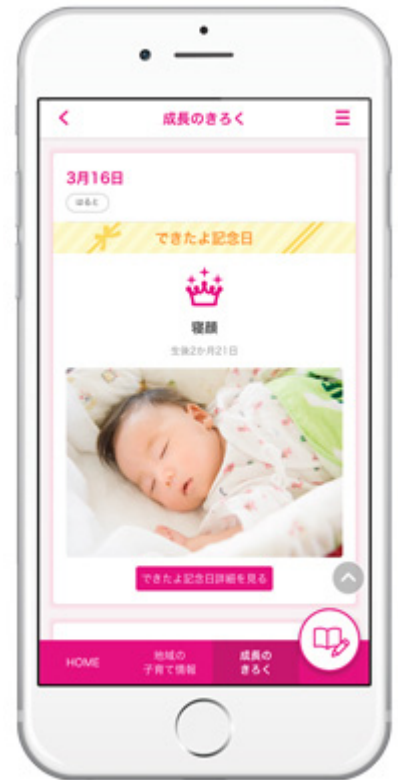 成長のきろく
3月16日
はると
できたよ記念日
寝顔
生後2か月21日
できたよ記念日詳細を見る
HOME
地域の
子育て情報
成長の
きろく